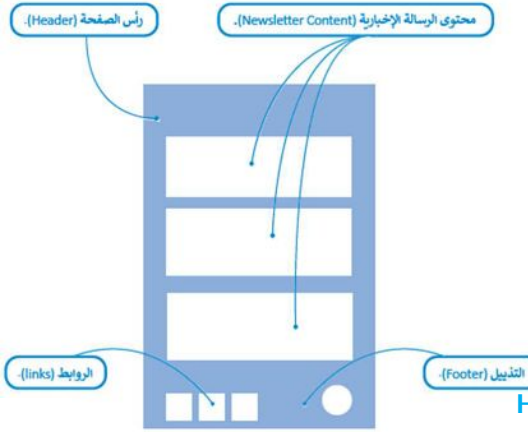 محتوى الرسالة الإخبارية (Newsletter Content).
رأس الصفحة (Header).
التذييل (Footer).
الروابط (links).
H